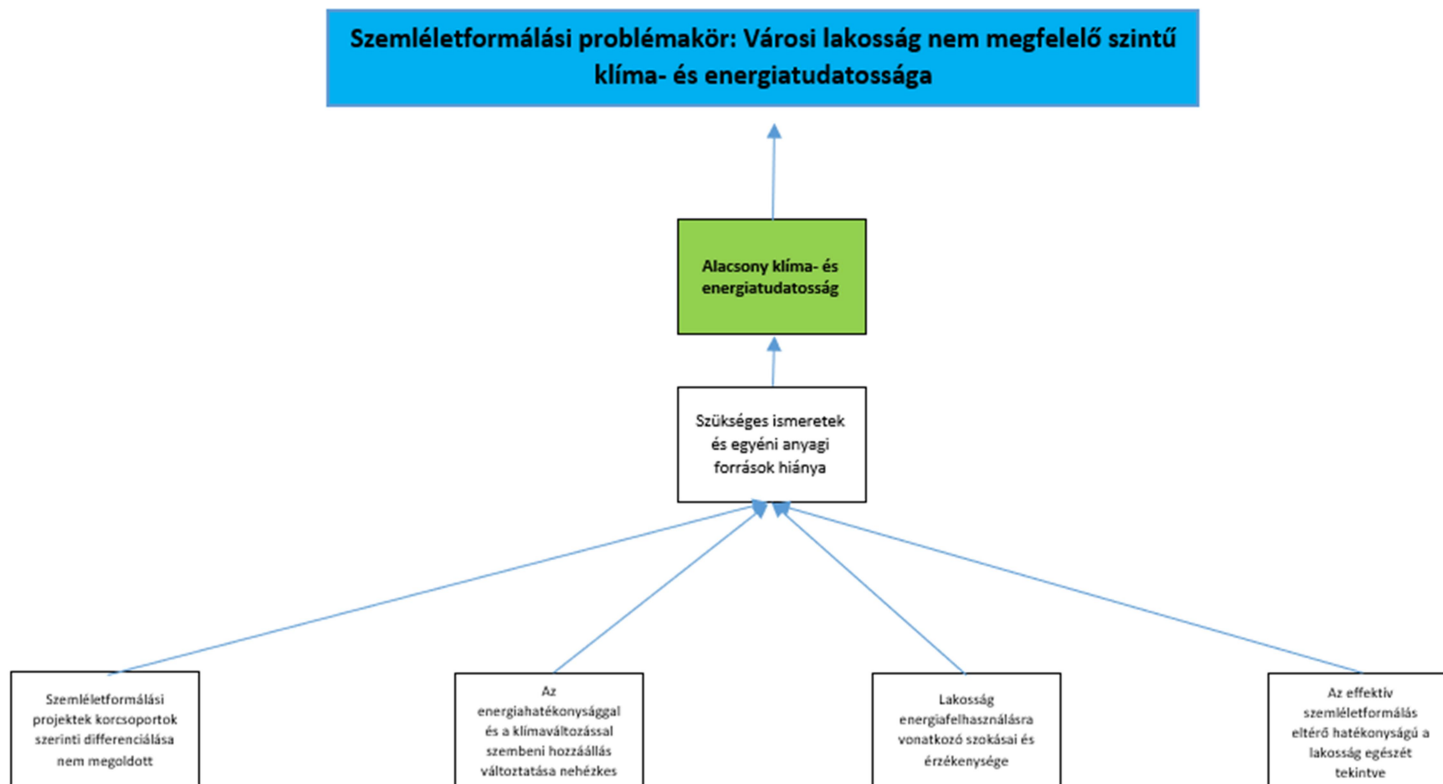 Szemléletformálási problémakör: Városi lakosság nem megfelelő szintű
klíma- és energiatudatossága
Alacsony klíma- és
energiatudatosság
Szükséges ismeretek
és egyéni anyagi
források hiánya
Szemléletformálási
projektek korcsoportok
szerinti differenciálása
nem megoldott
Az
energiahatékonysággal
és a klímaváltozással
szembeni hozzáállás
változtatása nehézkes
Lakosság
energiafelhasználásra
vonatkozó szokásai és
érzékenysége
Az effektív
szemléletformálás
eltérő hatékonyságú a
lakosság egészét
tekintve